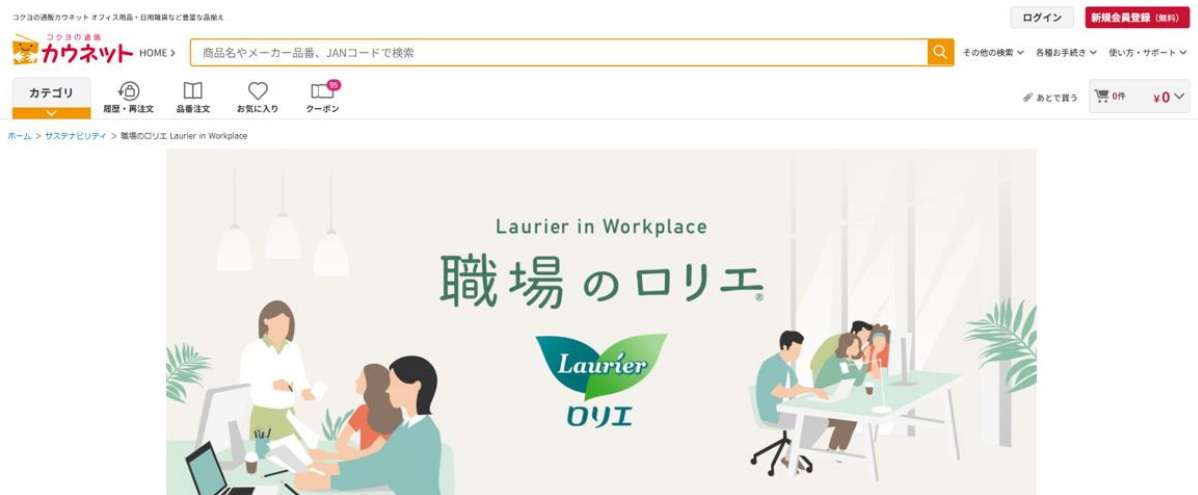 コクヨの通販カウネット オフィス用品・日用雑貨など豊富な品揃え
ログイン
新規会員登録（無料）
コクヨの通販
カウネット
HOME >
商品名やメーカー品番、JANコードで検索
その他の検索
各種お手続き
使い方・サポート
カテゴリ
履歴・再注文
品番注文
お気に入り
95
クーポン
あとで買う
0件
¥0
ホーム > サステナビリティ > 職場のロリエ Laurier in Workplace
Laurier in Workplace
職場のロリエ®
Laurier
ロリエ